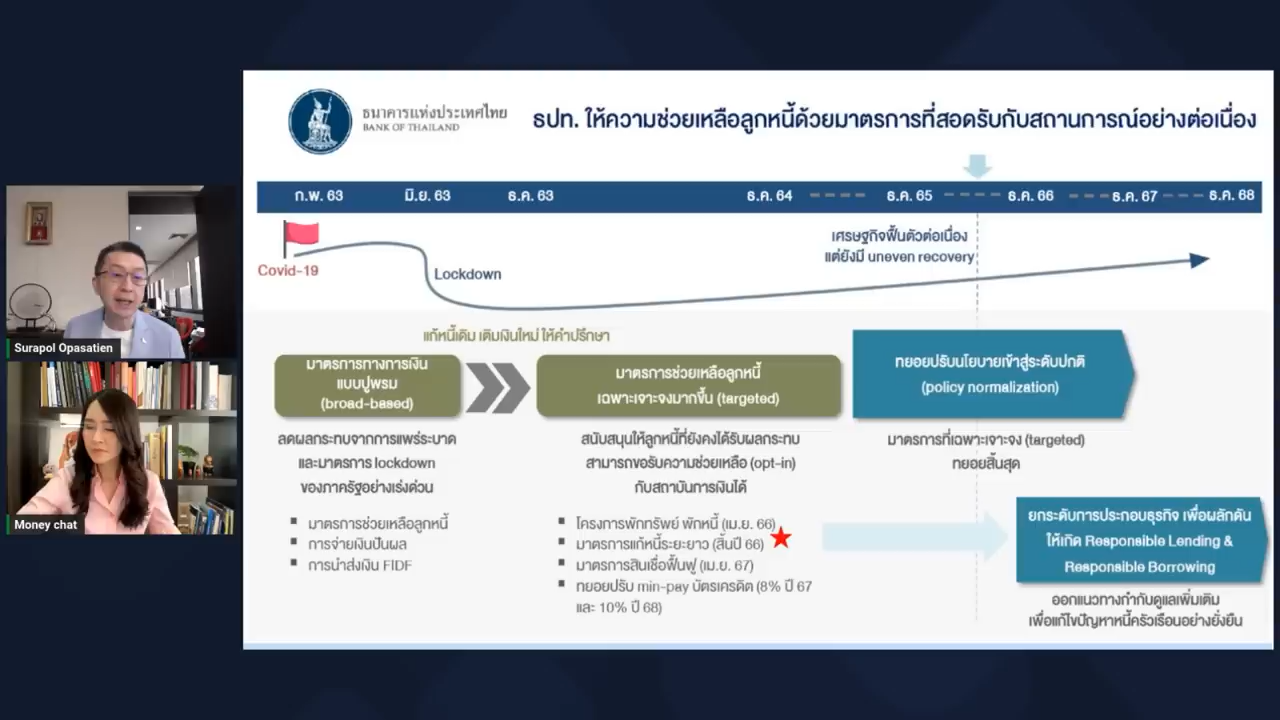 ธนาคารแห่งประเทศไทย
BANK OF THAILAND
ธปท. ให้ความช่วยเหลือลูกหนี้ด้วยมาตรการที่สอดรับกับสถานการณ์อย่างต่อเนื่อง
ก.พ. 63 มิ.ย. 63 ธ.ค. 63 ธ.ค. 64 ธ.ค. 65 ธ.ค. 66 ธ.ค. 67 ธ.ค. 68
Covid-19
Lockdown
เศรษฐกิจฟื้นตัวต่อเนื่อง
แต่ยังมี uneven recovery
แก้หนี้เดิม เติมเงินใหม่ ให้คำปรึกษา
มาตรการทางการเงิน
แบบปูพรม
(broad-based)
ลดผลกระทบจากการแพร่ระบาด
และมาตรการ lockdown
ของภาครัฐอย่างเร่งด่วน
▪ มาตรการช่วยเหลือลูกหนี้
▪ การจ่ายเงินปันผล
▪ การนำส่งเงิน FIDF
มาตรการช่วยเหลือลูกหนี้
เฉพาะเจาะจงมากขึ้น (targeted)
สนับสนุนให้ลูกหนี้ที่ยังคงได้รับผลกระทบ
สามารถขอรับความช่วยเหลือ (opt-in)
กับสถาบันการเงินได้
▪ โครงการพักทรัพย์ พักหนี้ (เม.ย. 66)
▪ มาตรการแก้หนี้ระยะยาว (สิ้นปี 66)
▪ มาตรการสินเชื่อฟื้นฟู (เม.ย. 67)
▪ ทยอยปรับ min-pay บัตรเครดิต (8% ปี 67
และ 10% ปี 68)
ทยอยปรับนโยบายเข้าสู่ระดับปกติ
(policy normalization)
มาตรการที่เฉพาะเจาะจง (targeted)
ทยอยสิ้นสุด
ยกระดับการประกอบธุรกิจ เพื่อผลักดัน
ให้เกิด Responsible Lending &
Responsible Borrowing
ออกแนวทางกำกับดูแลเพิ่มเติม
เพื่อแก้ไขปัญหาหนี้ครัวเรือนอย่างยั่งยืน
Surapol Opasatien
Money chat